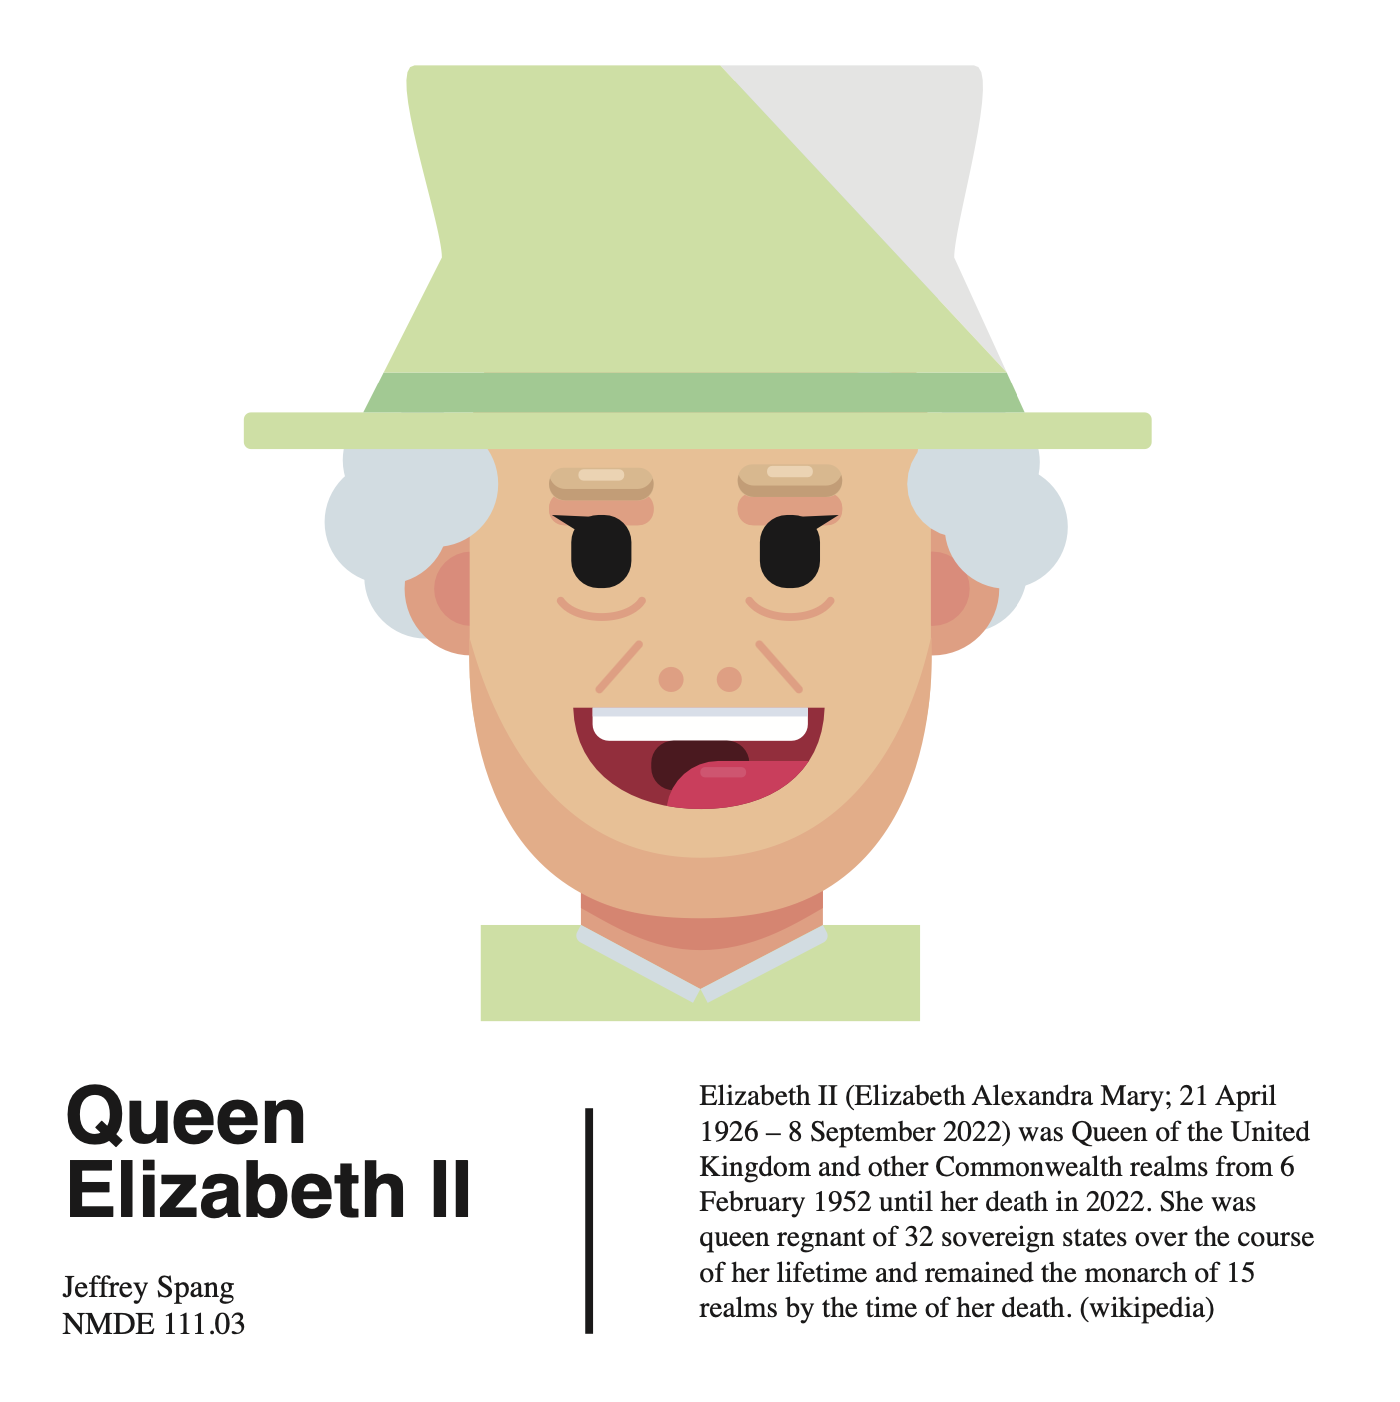 Queen
Elizabeth II
Jeffrey Spang
NMDE 111.03
Elizabeth II (Elizabeth Alexandra Mary; 21 April
1926 – 8 September 2022) was Queen of the United
Kingdom and other Commonwealth realms from 6
February 1952 until her death in 2022. She was
queen regnant of 32 sovereign states over the course
of her lifetime and remained the monarch of 15
realms by the time of her death. (wikipedia)